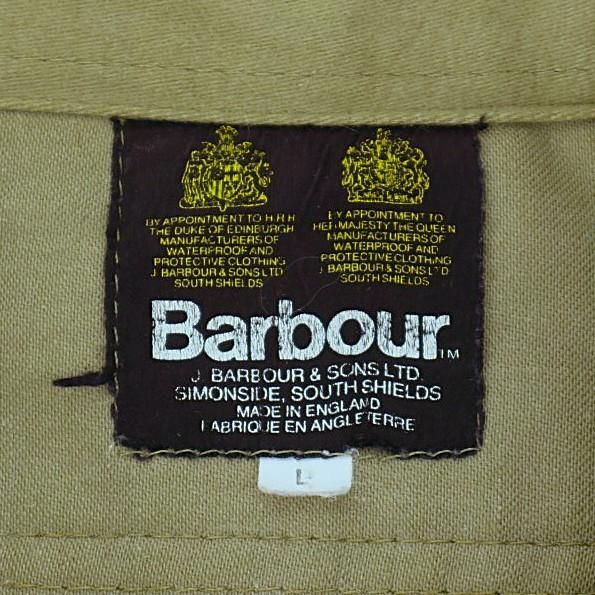 BY APPOINTMENT TO H.R.H
THE DUKE OF EDINBURGH
MANUFACTURERS OF
WATERPROOF AND
PROTECTIVE CLOTHING
J. BARBOUR & SONS LTD
SOUTH SHIELDS
BY APPOINTMENT TO
HER MAJESTY THE QUEEN
MANUFACTURERS OF
WATERPROOF AND
PROTECTIVE CLOTHING
J. BARBOUR & SONS LTD
SOUTH SHIELDS
Barbour TM
J. BARBOUR & SONS LTD.
SIMONSIDE, SOUTH SHIELDS
MADE IN ENGLAND
FABRIQUE EN ANGLETERRE
L